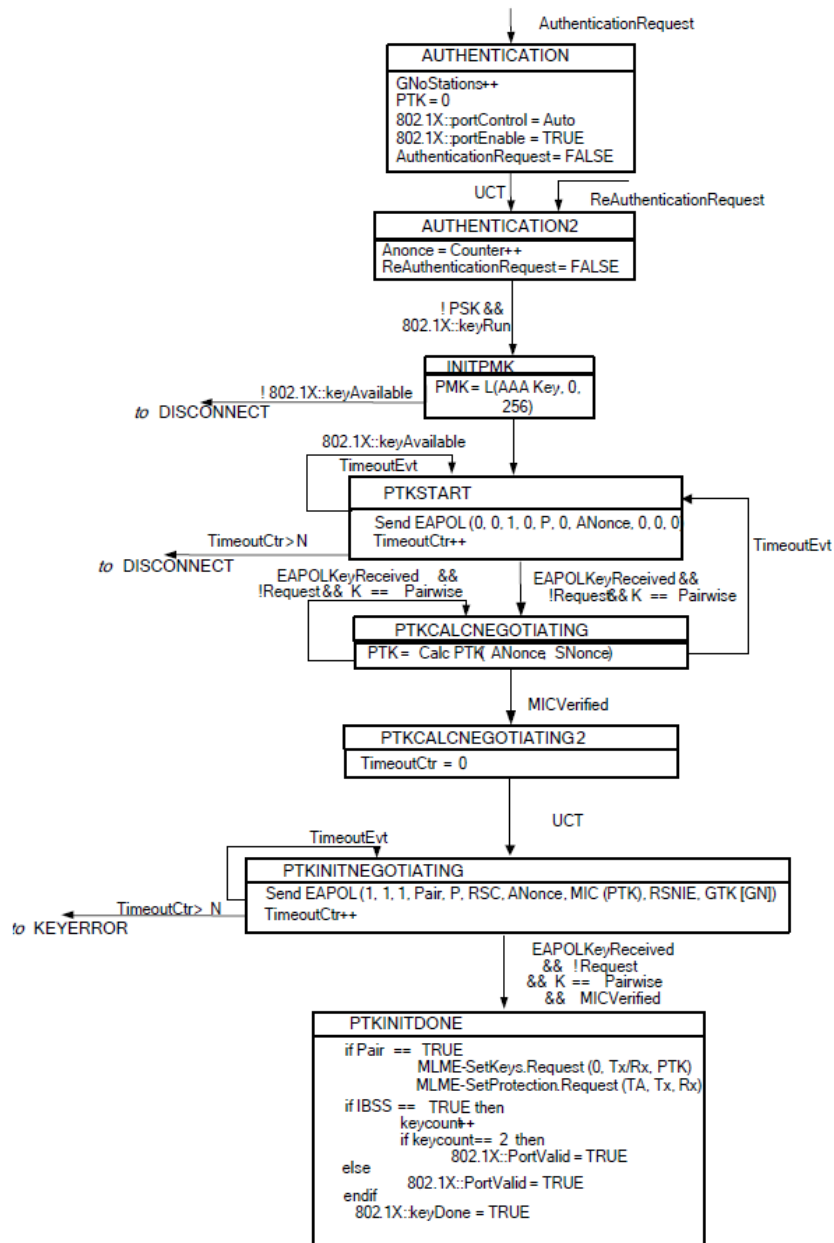 AuthenticationRequest
AUTHENTICATION
GNoStations++
PTK = 0
802.1X::portControl = Auto
802.1X::portEnable = TRUE
AuthenticationRequest = FALSE
UCT
ReAuthenticationRequest
AUTHENTICATION2
Anonce = Counter++
ReAuthenticationRequest = FALSE
! PSK &&
802.1X::keyRun
INITPMK
PMK = L(AAA Key, 0,
256)
! 802.1X::keyAvailable
to DISCONNECT
802.1X::keyAvailable
TimeoutEvt
PTKSTART
Send EAPOL (0, 0, 1, 0, P, 0, ANonce, 0, 0, 0)
TimeoutCtr++
TimeoutCtr> N
to DISCONNECT
TimeoutEvt
EAPOLKeyReceived &&
!Request&& K == Pairwise
EAPOLKeyReceived &&
!Request&& K == Pairwise
PTKCALCNEGOTIATING
PTK = Calc PTK( ANonce, SNonce)
MICVerified
PTKCALCNEGOTIATING2
TimeoutCtr = 0
UCT
TimeoutEvt
PTKINITNEGOTIATING
Send EAPOL (1, 1, 1, Pair, P, RSC, ANonce, MIC (PTK), RSNIE, GTK [GN])
TimeoutCtr++
TimeoutCtr> N
to KEYERROR
EAPOLKeyReceived
&& !Request
&& K == Pairwise
&& MICVerified
PTKINITDONE
if Pair == TRUE
MLME-SetKeys.Request (0, Tx/Rx, PTK)
MLME-SetProtection.Request (TA, Tx, Rx)
if IBSS == TRUE then
keycount++
if keycount== 2 then
802.1X::PortValid = TRUE
else
802.1X::PortValid = TRUE
endif
802.1X::keyDone = TRUE